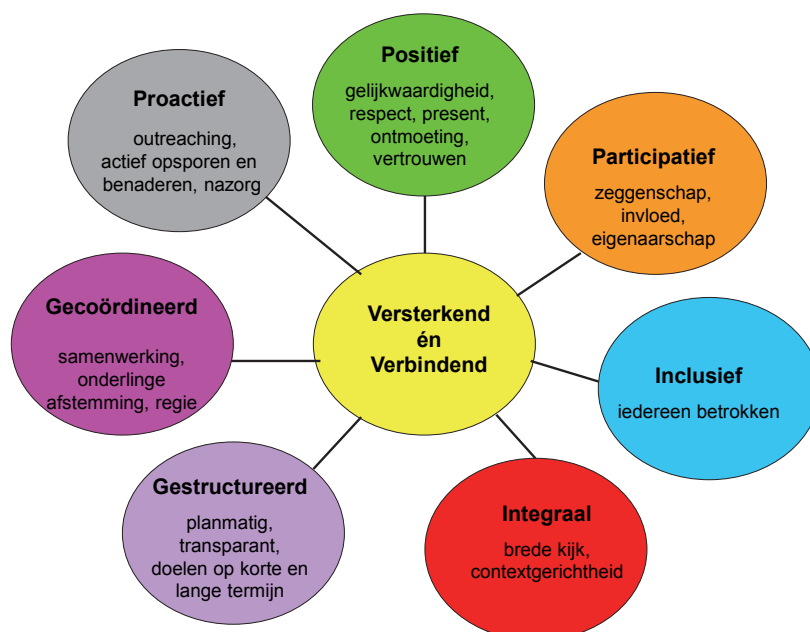 Positief
gelijkwaardigheid,
respect, present,
ontmoeting,
vertrouwen
Proactief
outreaching,
actief opsporen en
benaderen, nazorg
Participatief
zeggenschap,
invloed,
eigenaarschap
Gecoördineerd
samenwerking,
onderlinge
afstemming, regie
Versterkend
én
Verbindend
Inclusief
iedereen betrokken
Gestructureerd
planmatig,
transparant,
doelen op korte en
lange termijn
Integraal
brede kijk,
contextgerichtheid